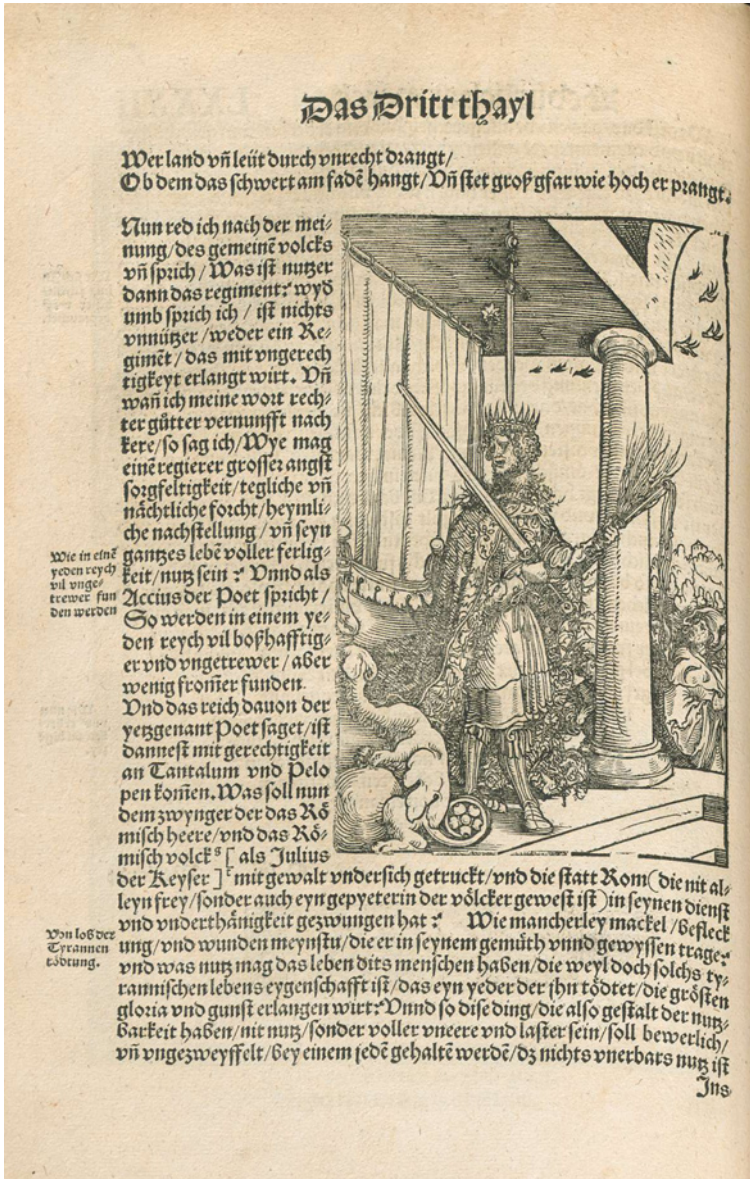 Das Dritt thayl
Wer land vñ leüt durch vnrecht drangt/
Ob dem das schwert am fadē hangt/Vñ stet groß gfar wie hoch er prangt.
Nun red ich nach der mei⸗
nung/des gemeinē volcks
vñ sprich/Was ist nutzer
dann das regiment? wyd
umb sprich ich/ist nichts
vnnützer/weder ein Re⸗
gimēt/das mit vngerech
tigkeyt erlangt wirt. Vñ
wañ ich meine wort rech⸗
ter gůtter vernunfft nach
kere/so sag ich/Wye mag
einē regierer grosser angst
sorgfeltigkeit/tegliche vñ
nächtliche forcht/heymli⸗
che nachstellung/vñ seyn
gantzes lebē voller ferlig⸗
keit/nutz sein? Vnnd als
Accius der Poet spricht/
So werden in einem ye⸗
den reych vil boßhafftig⸗
er vnd vngetrewer/aber
wenig from̄er funden.
Vnd das reich dauon der
yetzgenant Poet saget/ist
dannest mit gerechtigkeit
an Tantalum vnd Pelo
pen kom̄en. Was soll nun
dem zwynger der das Rö
misch heere/vnd das Rö⸗
misch volck [als Julius
der Keyser] mit gewalt vndersich getruckt/vnd die statt Rom(die nit al⸗
leyn frey/sonder auch eyn gepyeterin der völcker gewest ist)in seynen dienst
vnd vnderthänigkeit gezwungen hat? Wie mancherley mackel/befleck
ung/vnd wunden meynstu/die er in seynem gemüth vnnd gewyssen trage?
vnd was nutz mag das leben dits menschen haben/die weyl doch solchs ty⸗
rannischen lebens eygenschafft ist/das eyn yeder der jhn tödtet/die grösten
gloria vnd gunst erlangen wirt? Vnnd so dise ding/die also gestalt der nutz⸗
barkeit haben/nit nutz/sonder voller vneere vnd laster sein/soll bewerlich/
vñ vngezweyffelt/bey einem jedē gehaltē werdē/dz nichts vnerbars nutz ist
Ins
Wie in einē
yeden reych
vil vnge⸗
trewer fun
den werden
Von lob der
Tyrannen
tödtung.